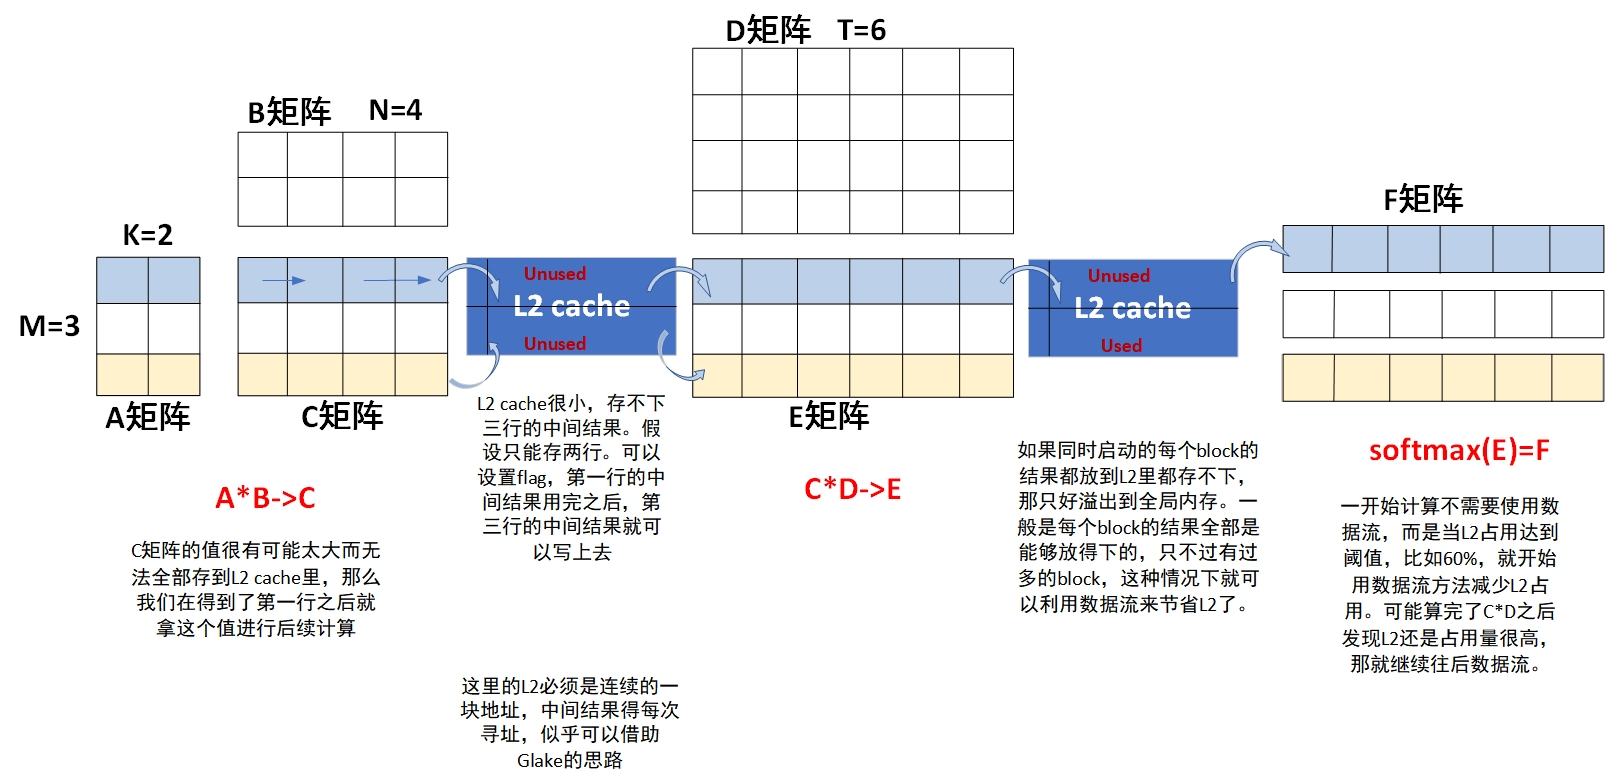 D矩阵 T=6
B矩阵 N=4
F矩阵
K=2
M=3
Unused
L2 cache
Unused
Unused
L2 cache
Used
A矩阵
C矩阵
E矩阵
A*B->C
C矩阵的值很有可能太大而无
法全部存到L2 cache里，那么
我们在得到了第一行之后就
拿这个值进行后续计算
L2 cache很小，存不下
三行的中间结果。假
设只能存两行。可以
设置flag，第一行的中
间结果用完之后，第
三行的中间结果就可
以写上去
这里的L2必须是连续的一
块地址，中间结果得每次
寻址，似乎可以借助
Glake的思路
C*D->E
如果同时启动的每个block的
结果都放到L2里都存不下，
那只好溢出到全局内存。一
般是每个block的结果全部是
能够放得下的，只不过有过
多的block，这种情况下就可
以利用数据流来节省L2了。
softmax(E)=F
一开始计算不需要使用数
据流，而是当L2占用达到
阈值，比如60%，就开始
用数据流方法减少L2占
用。可能算完了C*D之后
发现L2还是占用量很高，
那就继续往后数据流。